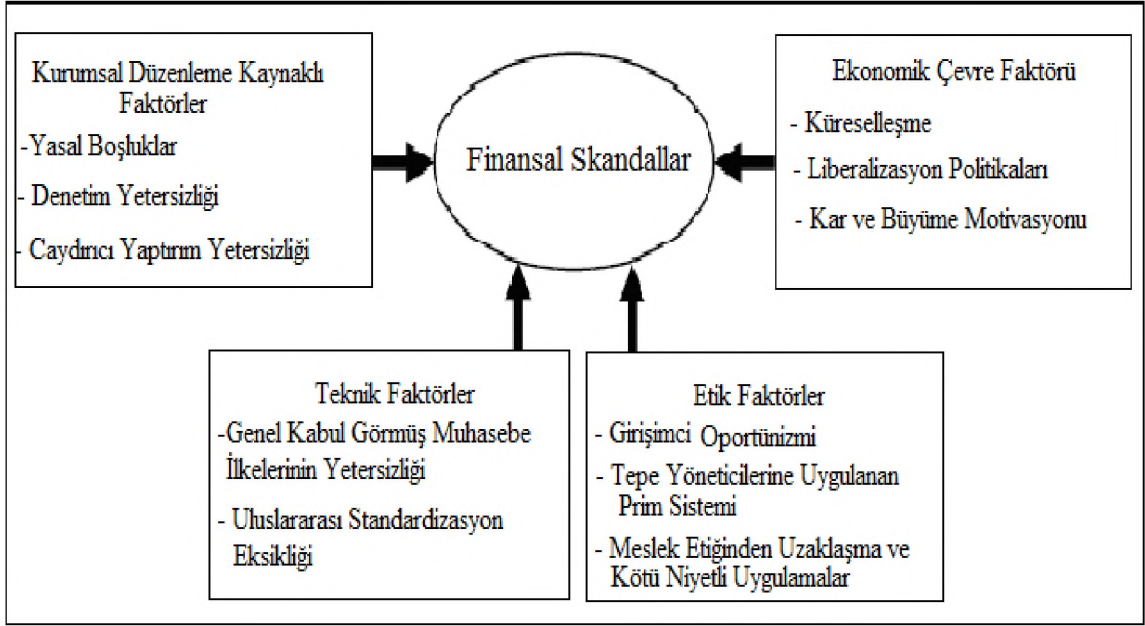 Kurumsal Düzenleme Kaynaklı
Faktörler
-Yasal Boşluklar
- Denetim Yetersizliği
- Caydırıcı Yaptırım Yetersizliği
Finansal Skandallar
Ekonomik Çevre Faktörü
- Küreselleşme
- Liberalizasyon Politikaları
- Kar ve Büyüme Motivasyonu
Teknik Faktörler
-Genel Kabul Görmüş Muhasebe
İlkelerinin Yetersizliği
- Uluslararası Standardizasyon
Eksikliği
Etik Faktörler
- Girişimci Oportünizmi
- Tepe Yöneticilerine Uygulanan
Prim Sistemi
- Meslek Etiğinden Uzaklaşma ve
Kötü Niyetli Uygulamalar